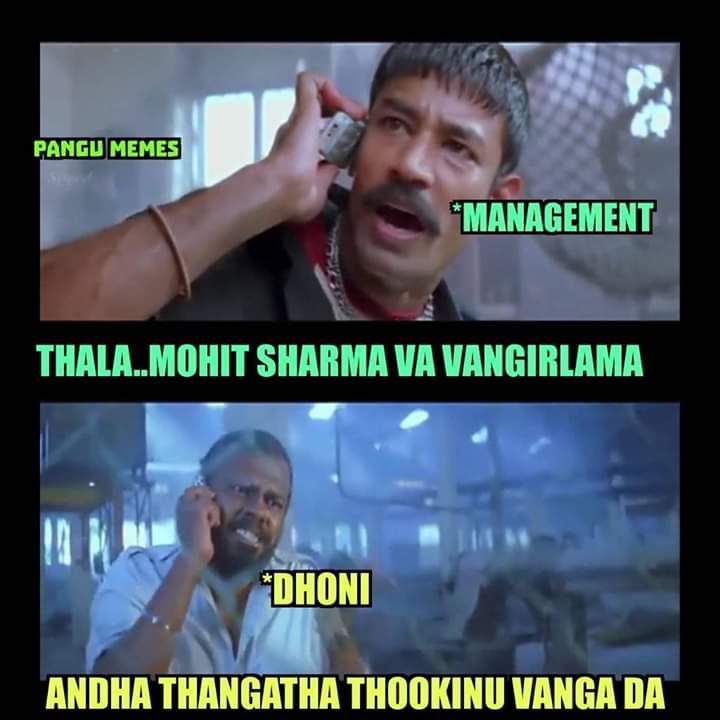 PANGU MEMES
*MANAGEMENT
THALA..MOHIT SHARMA VA VANGIRLAMA
*DHONI
ANDHA THANGATHA THOOKINU VANGA DA